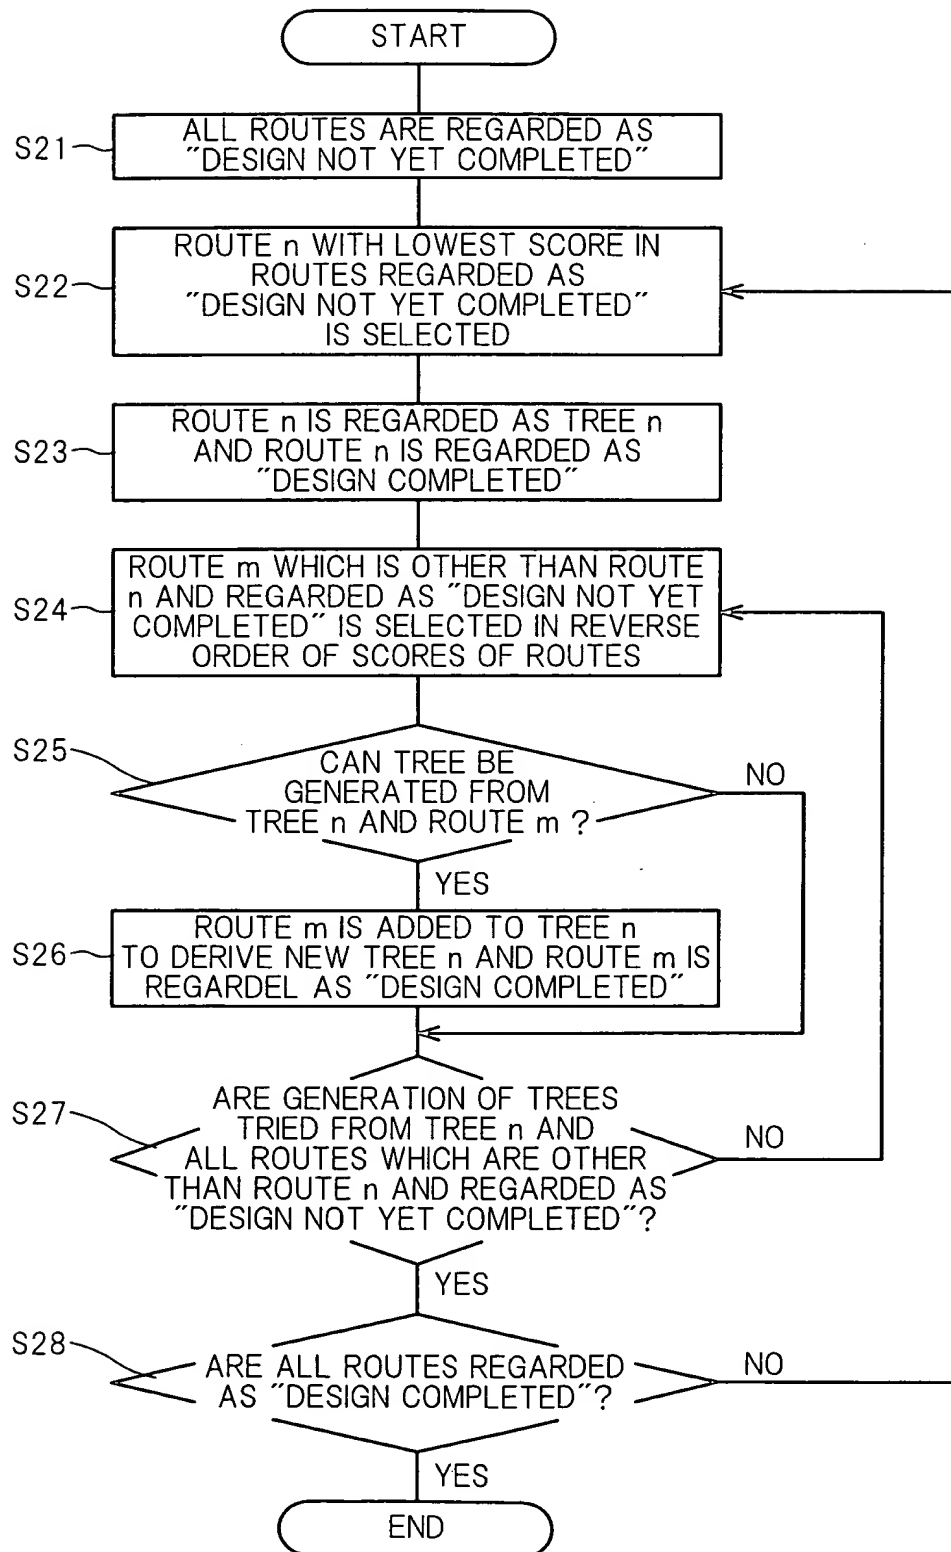 START
S21
ALL ROUTES ARE REGARDED AS
"DESIGN NOT YET COMPLETED"
S22
ROUTE n WITH LOWEST SCORE IN
ROUTES REGARDED AS
"DESIGN NOT YET COMPLETED"
IS SELECTED
S23
ROUTE n IS REGARDED AS TREE n
AND ROUTE n IS REGARDED AS
"DESIGN COMPLETED"
S24
ROUTE m WHICH IS OTHER THAN ROUTE
n AND REGARDED AS "DESIGN NOT YET
COMPLETED" IS SELECTED IN REVERSE
ORDER OF SCORES OF ROUTES
S25
CAN TREE BE
GENERATED FROM
TREE n AND ROUTE m ?
NO
YES
S26
ROUTE m IS ADDED TO TREE n
TO DERIVE NEW TREE n AND ROUTE m IS
REGARDEL AS "DESIGN COMPLETED"
S27
ARE GENERATION OF TREES
TRIED FROM TREE n AND
ALL ROUTES WHICH ARE OTHER
THAN ROUTE n AND REGARDED AS
"DESIGN NOT YET COMPLETED"?
NO
YES
S28
ARE ALL ROUTES REGARDED
AS "DESIGN COMPLETED"?
NO
YES
END